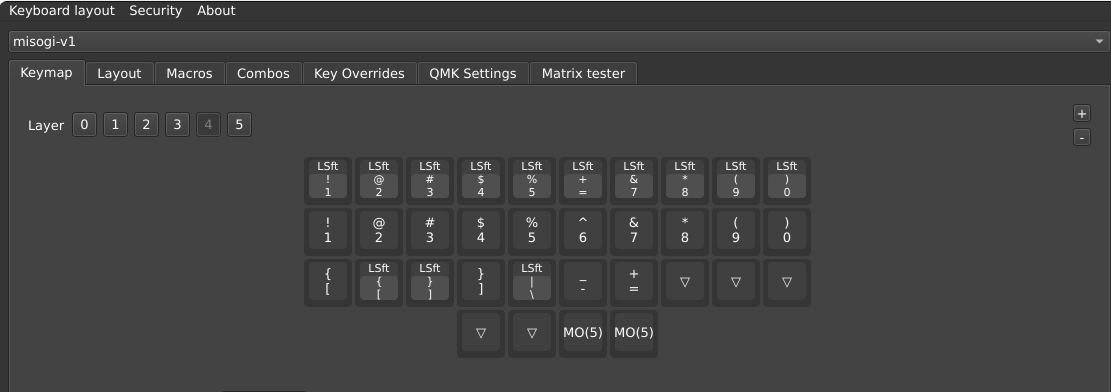 Keyboard layout Security About
misogi-v1
Keymap Layout Macros Combos Key Overrides QMK Settings Matrix tester
Layer 0 1 2 3 4 5 +
-
LSft LSft LSft LSft LSft LSft LSft LSft LSft LSft
! @ # $ % + & * ( )
1 2 3 4 5 = 7 8 9 0
! @ # $ % ^ & * ( )
1 2 3 4 5 6 7 8 9 0
LSft LSft LSft
{ { } } | _ +
[ [ ] ] \ - = ▽ ▽ ▽
▽ ▽ MO(5) MO(5)